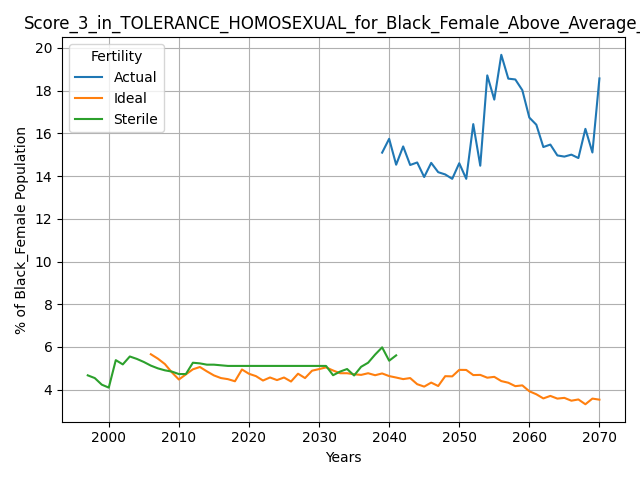 Score_3_in_TOLERANCE_HOMOSEXUAL_for_Black_Female_Above_Average_
Fertility
Actual
Ideal
Sterile
% of Black_Female Population
20
18
16
14
12
10
8
6
4
2000 2010 2020 2030 2040 2050 2060 2070
Years